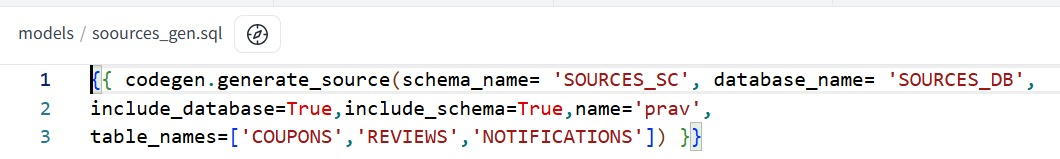 models / soources_gen.sql
1 {{ codegen.generate_source(schema_name= 'SOURCES_SC', database_name= 'SOURCES_DB',
2 include_database=True,include_schema=True,name='prav',
3 table_names=['COUPONS','REVIEWS','NOTIFICATIONS']) }}